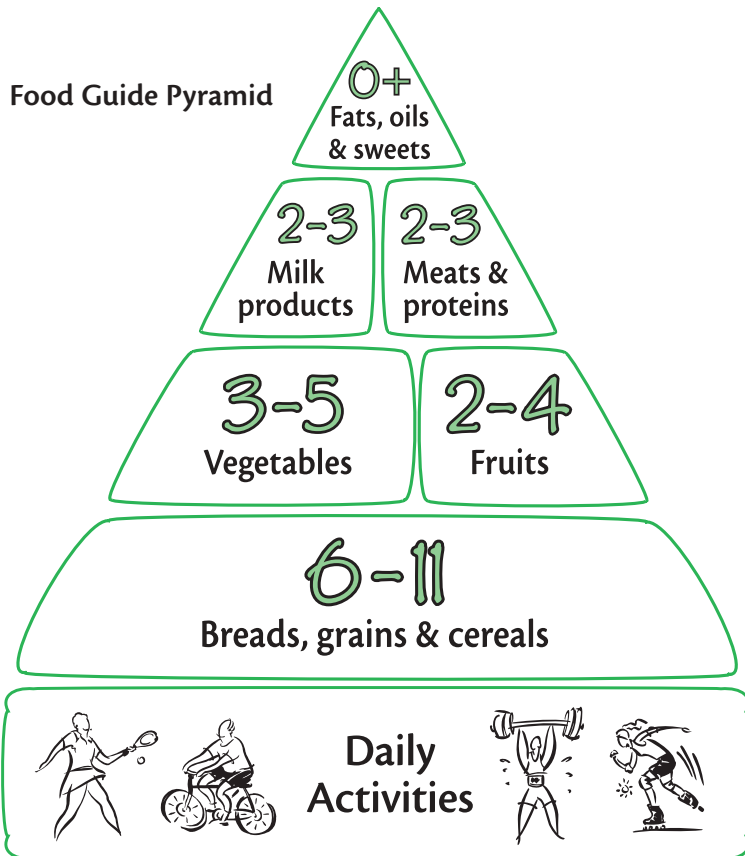 Food Guide Pyramid
0+
Fats, oils
& sweets
2-3
Milk
products
2-3
Meats &
proteins
3-5
Vegetables
2-4
Fruits
6-11
Breads, grains & cereals
Daily
Activities